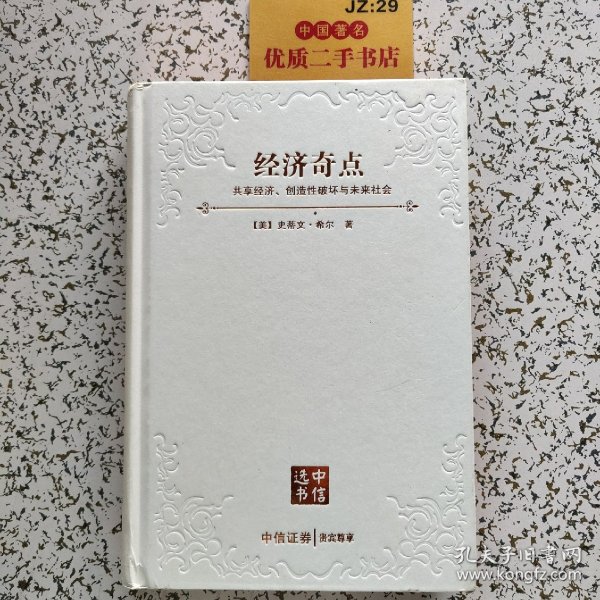 JZ:29
中国著名
优质二手书店
经济奇点
共享经济、创造性破坏与未来社会
【美】史蒂文·希尔 著
中信
选书
中信证券 | 贵宾尊享
孔夫子旧书网
www.kongfz.com